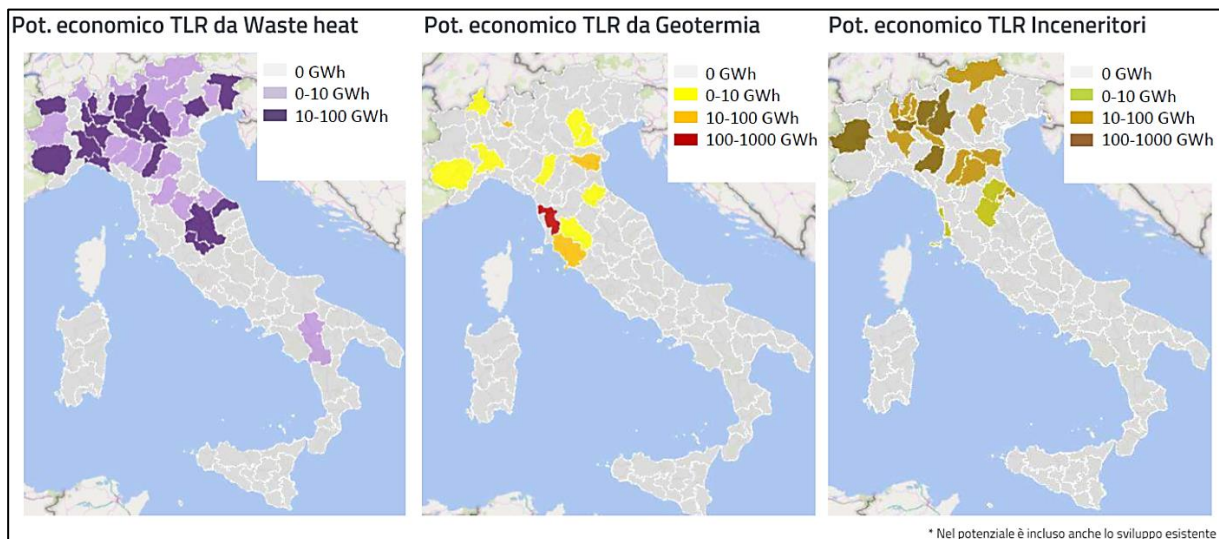 Pot. economico TLR da Waste heat
0 GWh
0-10 GWh
10-100 GWh
Pot. economico TLR da Geotermia
0 GWh
0-10 GWh
10-100 GWh
100-1000 GWh
Pot. economico TLR Inceneritori
0 GWh
0-10 GWh
10-100 GWh
100-1000 GWh
* Nel potenziale è incluso anche lo sviluppo esistente